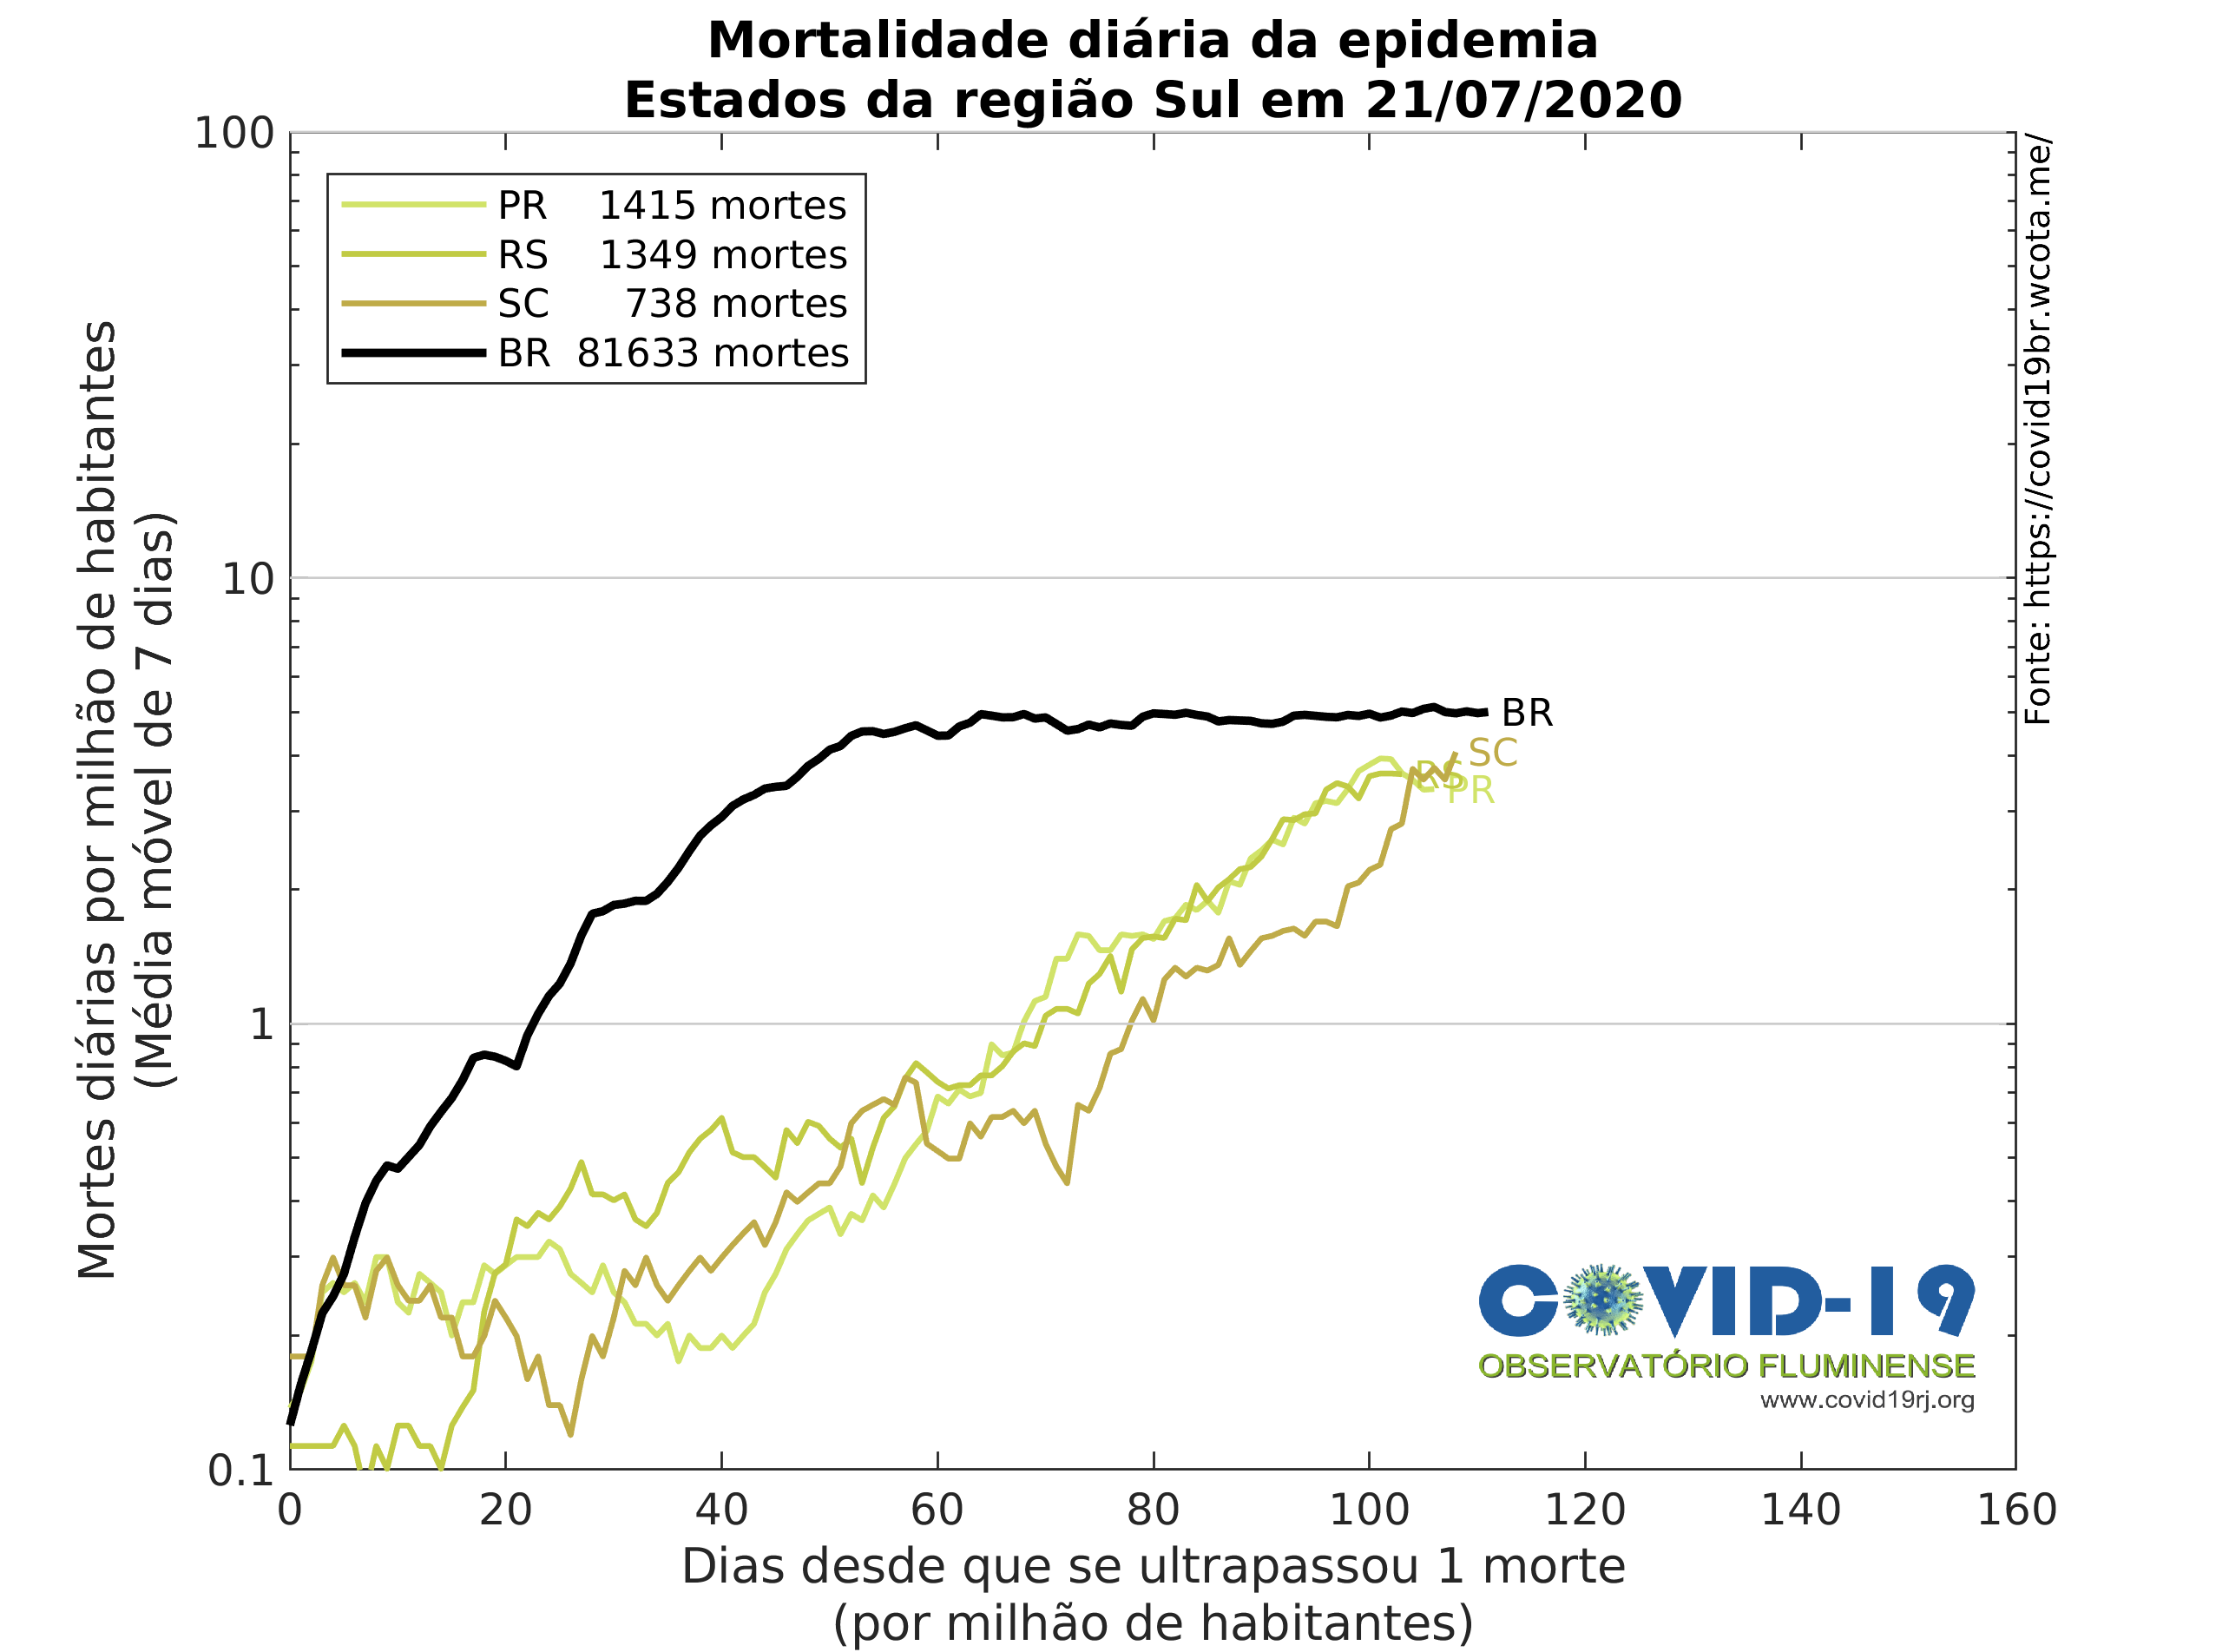 Mortalidade diária da epidemia
Estados da região Sul em 21/07/2020
Mortes diárias por milhão de habitantes
(Média móvel de 7 dias)
100
10
1
0.1
PR 1415 mortes
RS 1349 mortes
SC 738 mortes
BR 81633 mortes
BR
SC
RS
PR
Fonte: https://covid19br.wcota.me/
COVID-19
OBSERVATÓRIO FLUMINENSE
www.covid19rj.org
0 20 40 60 80 100 120 140 160
Dias desde que se ultrapassou 1 morte
(por milhão de habitantes)